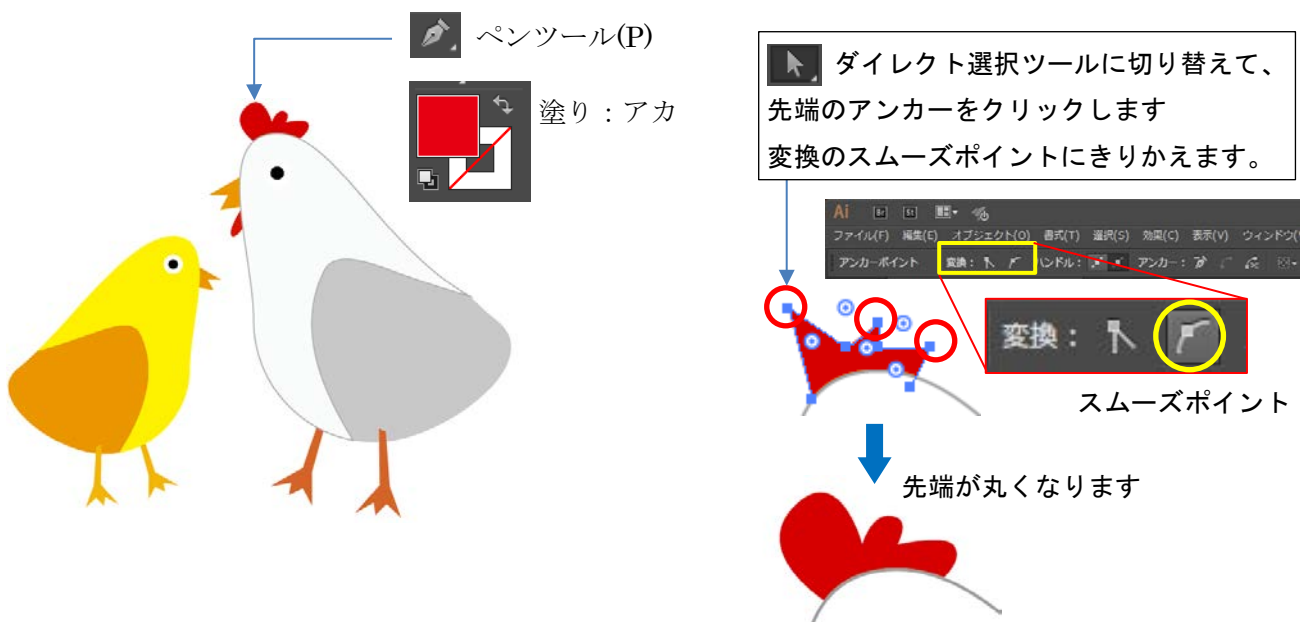 ペンツール(P)
塗り：アカ
ダイレクト選択ツールに切り替えて、
先端のアンカーをクリックします
変換のスムーズポイントにきりかえます。
Ai Br St
ファイル(F) 編集(E) オブジェクト(O) 書式(T) 選択(S) 効果(C) 表示(V) ウィンドウ(
アンカーポイント 変換： ハンドル： アンカー：
変換：
スムーズポイント
先端が丸くなります